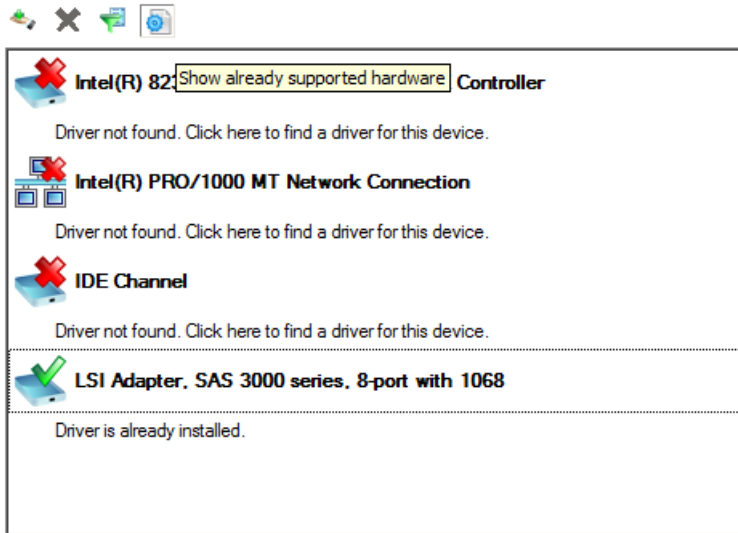 Intel(R) 82 Show already supported hardware Controller
Driver not found. Click here to find a driver for this device.
Intel(R) PRO/1000 MT Network Connection
Driver not found. Click here to find a driver for this device.
IDE Channel
Driver not found. Click here to find a driver for this device.
LSI Adapter, SAS 3000 series, 8-port with 1068
Driver is already installed.